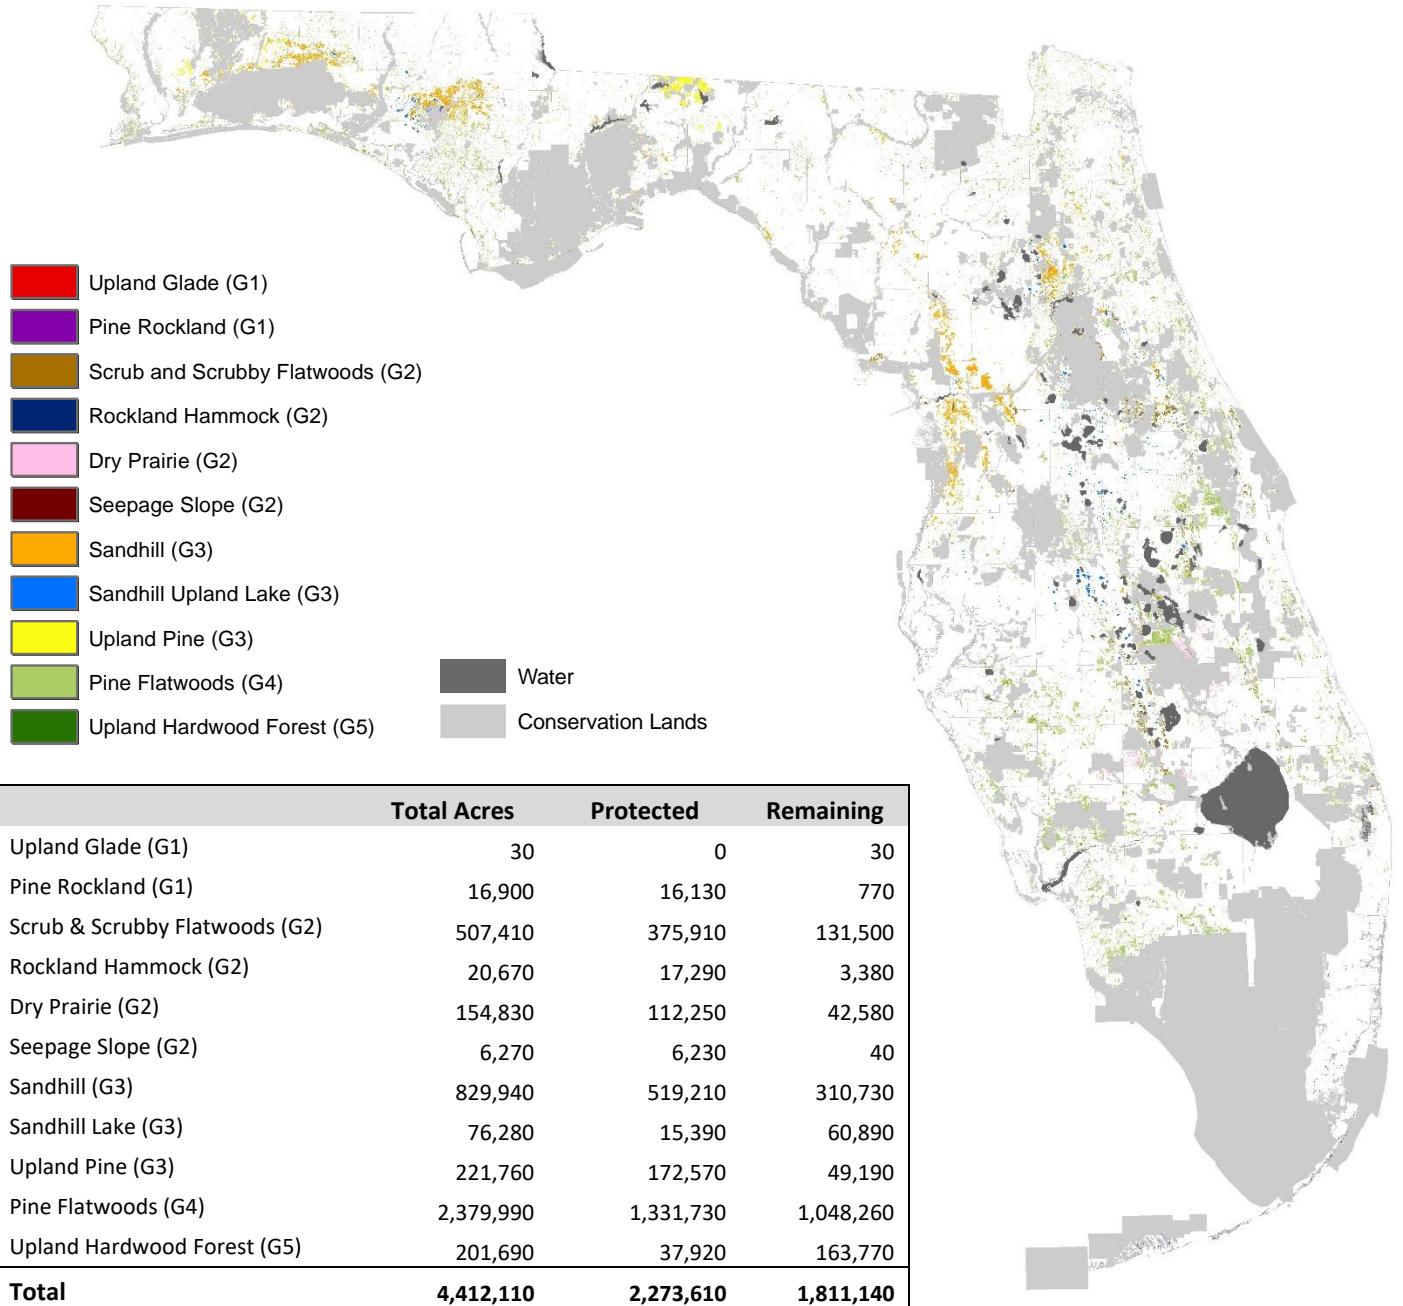 Upland Glade (G1)
Pine Rockland (G1)
Scrub and Scrubby Flatwoods (G2)
Rockland Hammock (G2)
Dry Prairie (G2)
Seepage Slope (G2)
Sandhill (G3)
Sandhill Upland Lake (G3)
Upland Pine (G3)
Pine Flatwoods (G4)
Upland Hardwood Forest (G5)
Water
Conservation Lands
Total Acres Protected Remaining
Upland Glade (G1) 30 0 30
Pine Rockland (G1) 16,900 16,130 770
Scrub & Scrubby Flatwoods (G2) 507,410 375,910 131,500
Rockland Hammock (G2) 20,670 17,290 3,380
Dry Prairie (G2) 154,830 112,250 42,580
Seepage Slope (G2) 6,270 6,230 40
Sandhill (G3) 829,940 519,210 310,730
Sandhill Lake (G3) 76,280 15,390 60,890
Upland Pine (G3) 221,760 172,570 49,190
Pine Flatwoods (G4) 2,379,990 1,331,730 1,048,260
Upland Hardwood Forest (G5) 201,690 37,920 163,770
Total 4,412,110 2,273,610 1,811,140